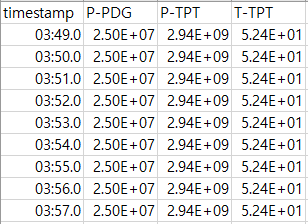 timestamp P-PDG P-TPT T-TPT
03:49.0 2.50E+07 2.94E+09 5.24E+01
03:50.0 2.50E+07 2.94E+09 5.24E+01
03:51.0 2.50E+07 2.94E+09 5.24E+01
03:52.0 2.50E+07 2.94E+09 5.24E+01
03:53.0 2.50E+07 2.94E+09 5.24E+01
03:54.0 2.50E+07 2.94E+09 5.24E+01
03:55.0 2.50E+07 2.94E+09 5.24E+01
03:56.0 2.50E+07 2.94E+09 5.24E+01
03:57.0 2.50E+07 2.94E+09 5.24E+01